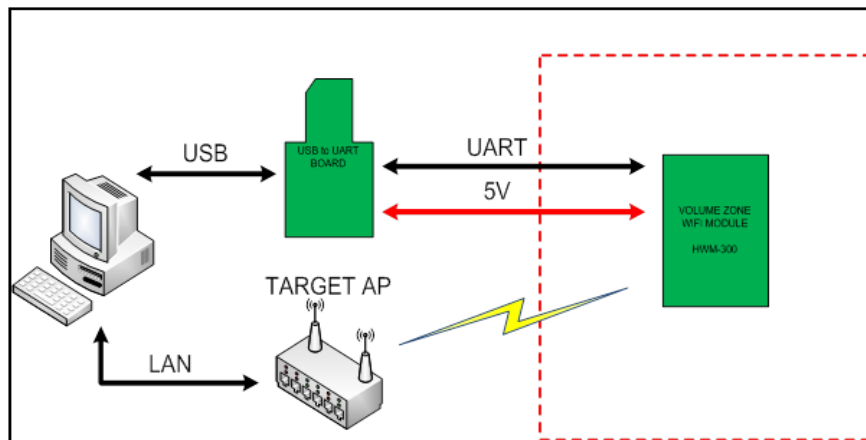 USB
USB to UART
BOARD
UART
5V
VOLUME ZONE
WIFI MODULE
HWM-300
TARGET AP
LAN